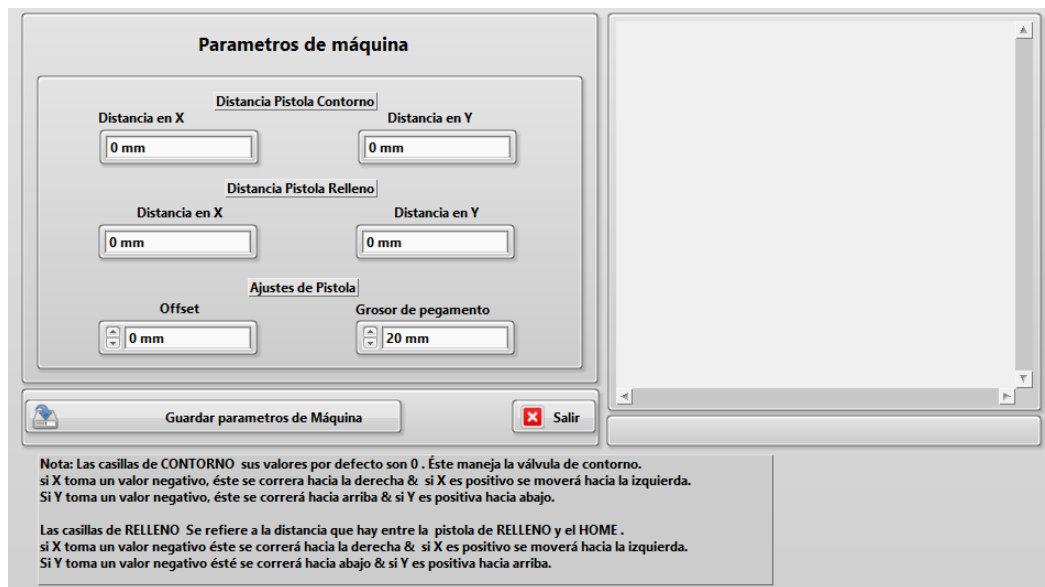 Parametros de máquina
Distancia Pistola Contorno
Distancia en X Distancia en Y
0 mm 0 mm
Distancia Pistola Relleno
Distancia en X Distancia en Y
0 mm 0 mm
Ajustes de Pistola
Offset Grosor de pegamento
0 mm 20 mm
Guardar parametros de Máquina Salir
Nota: Las casillas de CONTORNO sus valores por defecto son 0 . Éste maneja la válvula de contorno.
si X toma un valor negativo, éste se correra hacia la derecha & si X es positivo se moverá hacia la izquierda.
Si Y toma un valor negativo, éste se correrá hacia arriba & si Y es positiva hacia abajo.
Las casillas de RELLENO Se refiere a la distancia que hay entre la pistola de RELLENO y el HOME .
si X toma un valor negativo éste se correrá hacia la derecha & si X es positivo se moverá hacia la izquierda.
Si Y toma un valor negativo ésté se correrá hacia abajo & si Y es positiva hacia arriba.